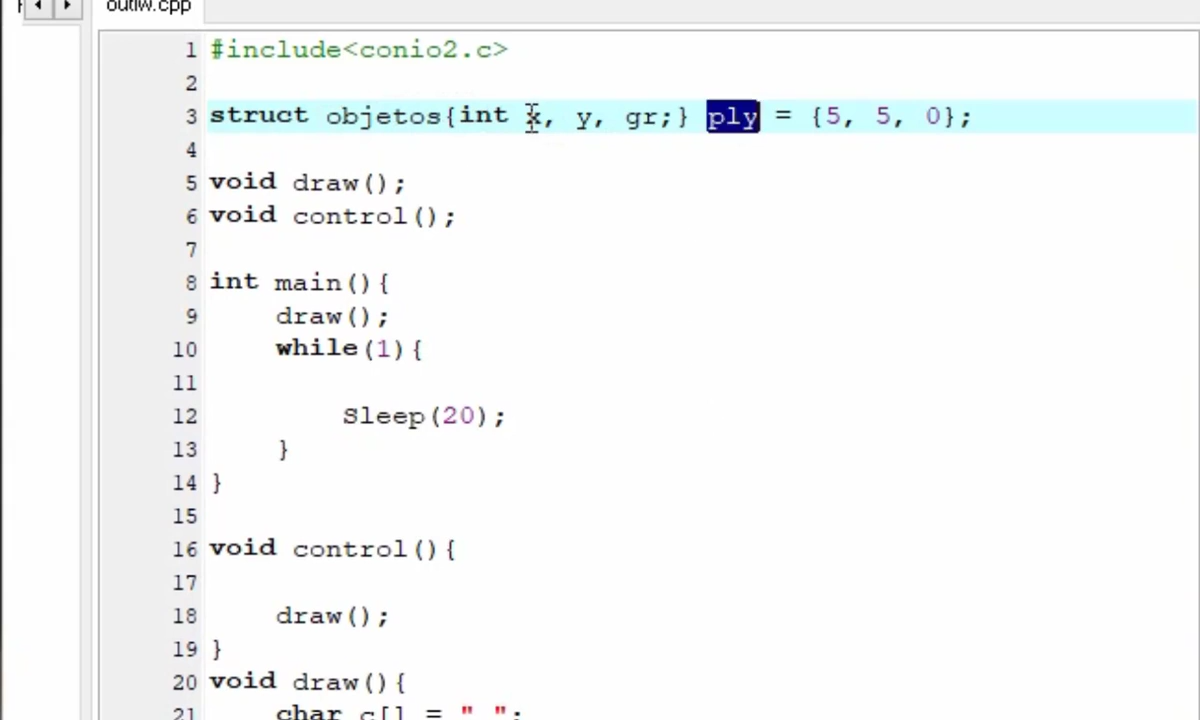 outiw.cpp
1 #include<conio2.c>
2
3 struct objetos{int x, y, gr;} ply = {5, 5, 0};
4
5 void draw();
6 void control();
7
8 int main(){
9 draw();
10 while(1){
11
12 Sleep(20);
13 }
14 }
15
16 void control(){
17
18 draw();
19 }
20 void draw(){
21 char c[] = " ";